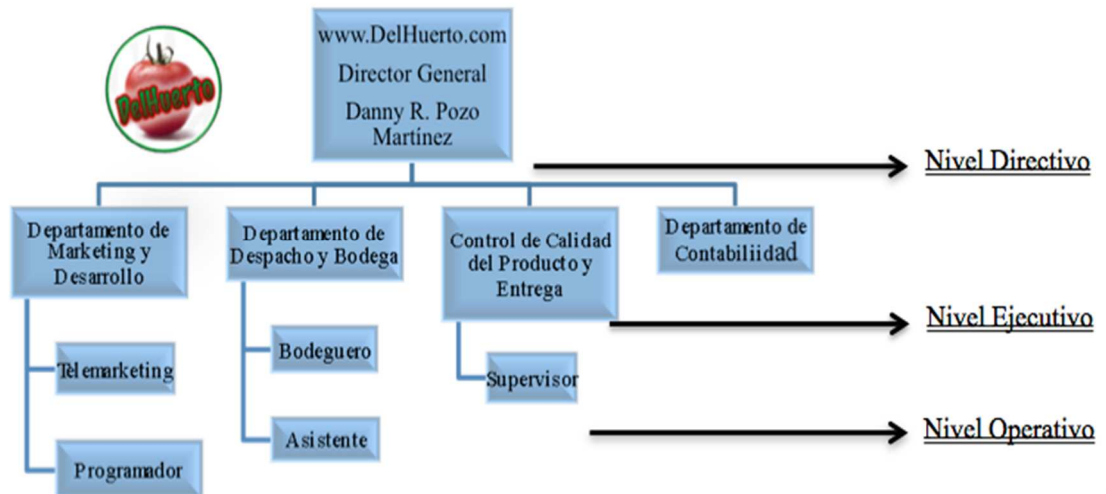 www.DelHuerto.com
Director General
Danny R. Pozo
Martínez
DelHuerto
Nivel Directivo
Departamento de
Marketing y
Desarrollo
Departamento de
Despacho y Bodega
Control de Calidad
del Producto y
Entrega
Departamento de
Contabiliidad
Nivel Ejecutivo
Telemarketing
Programador
Bodeguero
Asistente
Supervisor
Nivel Operativo